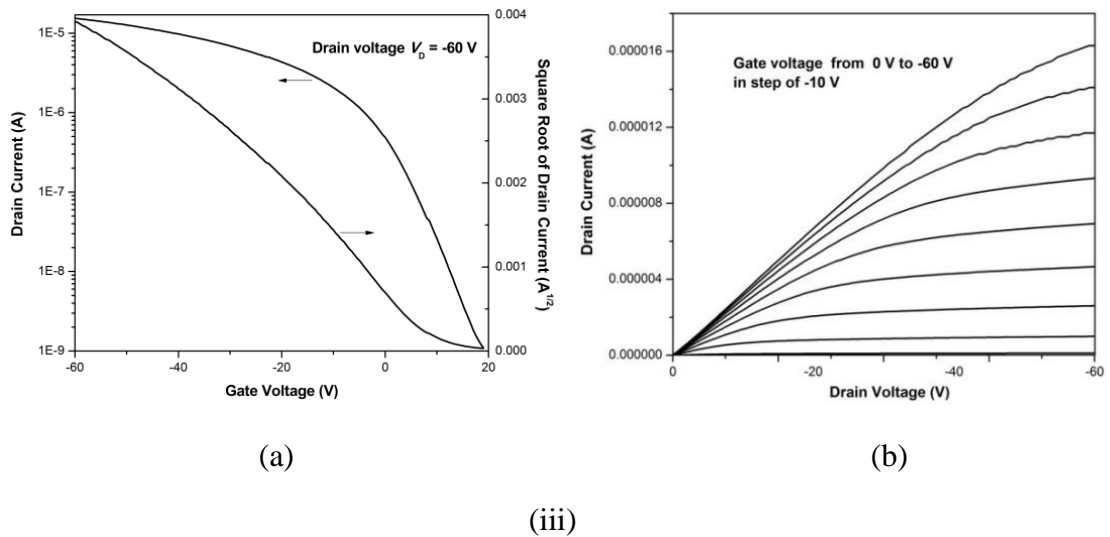 1E-5
1E-6
1E-7
1E-8
1E-9
Drain Current (A)
-60
-40
-20
0
20
Gate Voltage (V)
Drain voltage V_D = -60 V
0.004
0.003
0.002
0.001
0.000
Square Root of Drain Current (A^1/2)
(a)
0.000016
0.000012
0.000008
0.000004
0.000000
Drain Current (A)
Gate voltage from 0 V to -60 V
in step of -10 V
0
-20
-40
-60
Drain Voltage (V)
(b)
(iii)